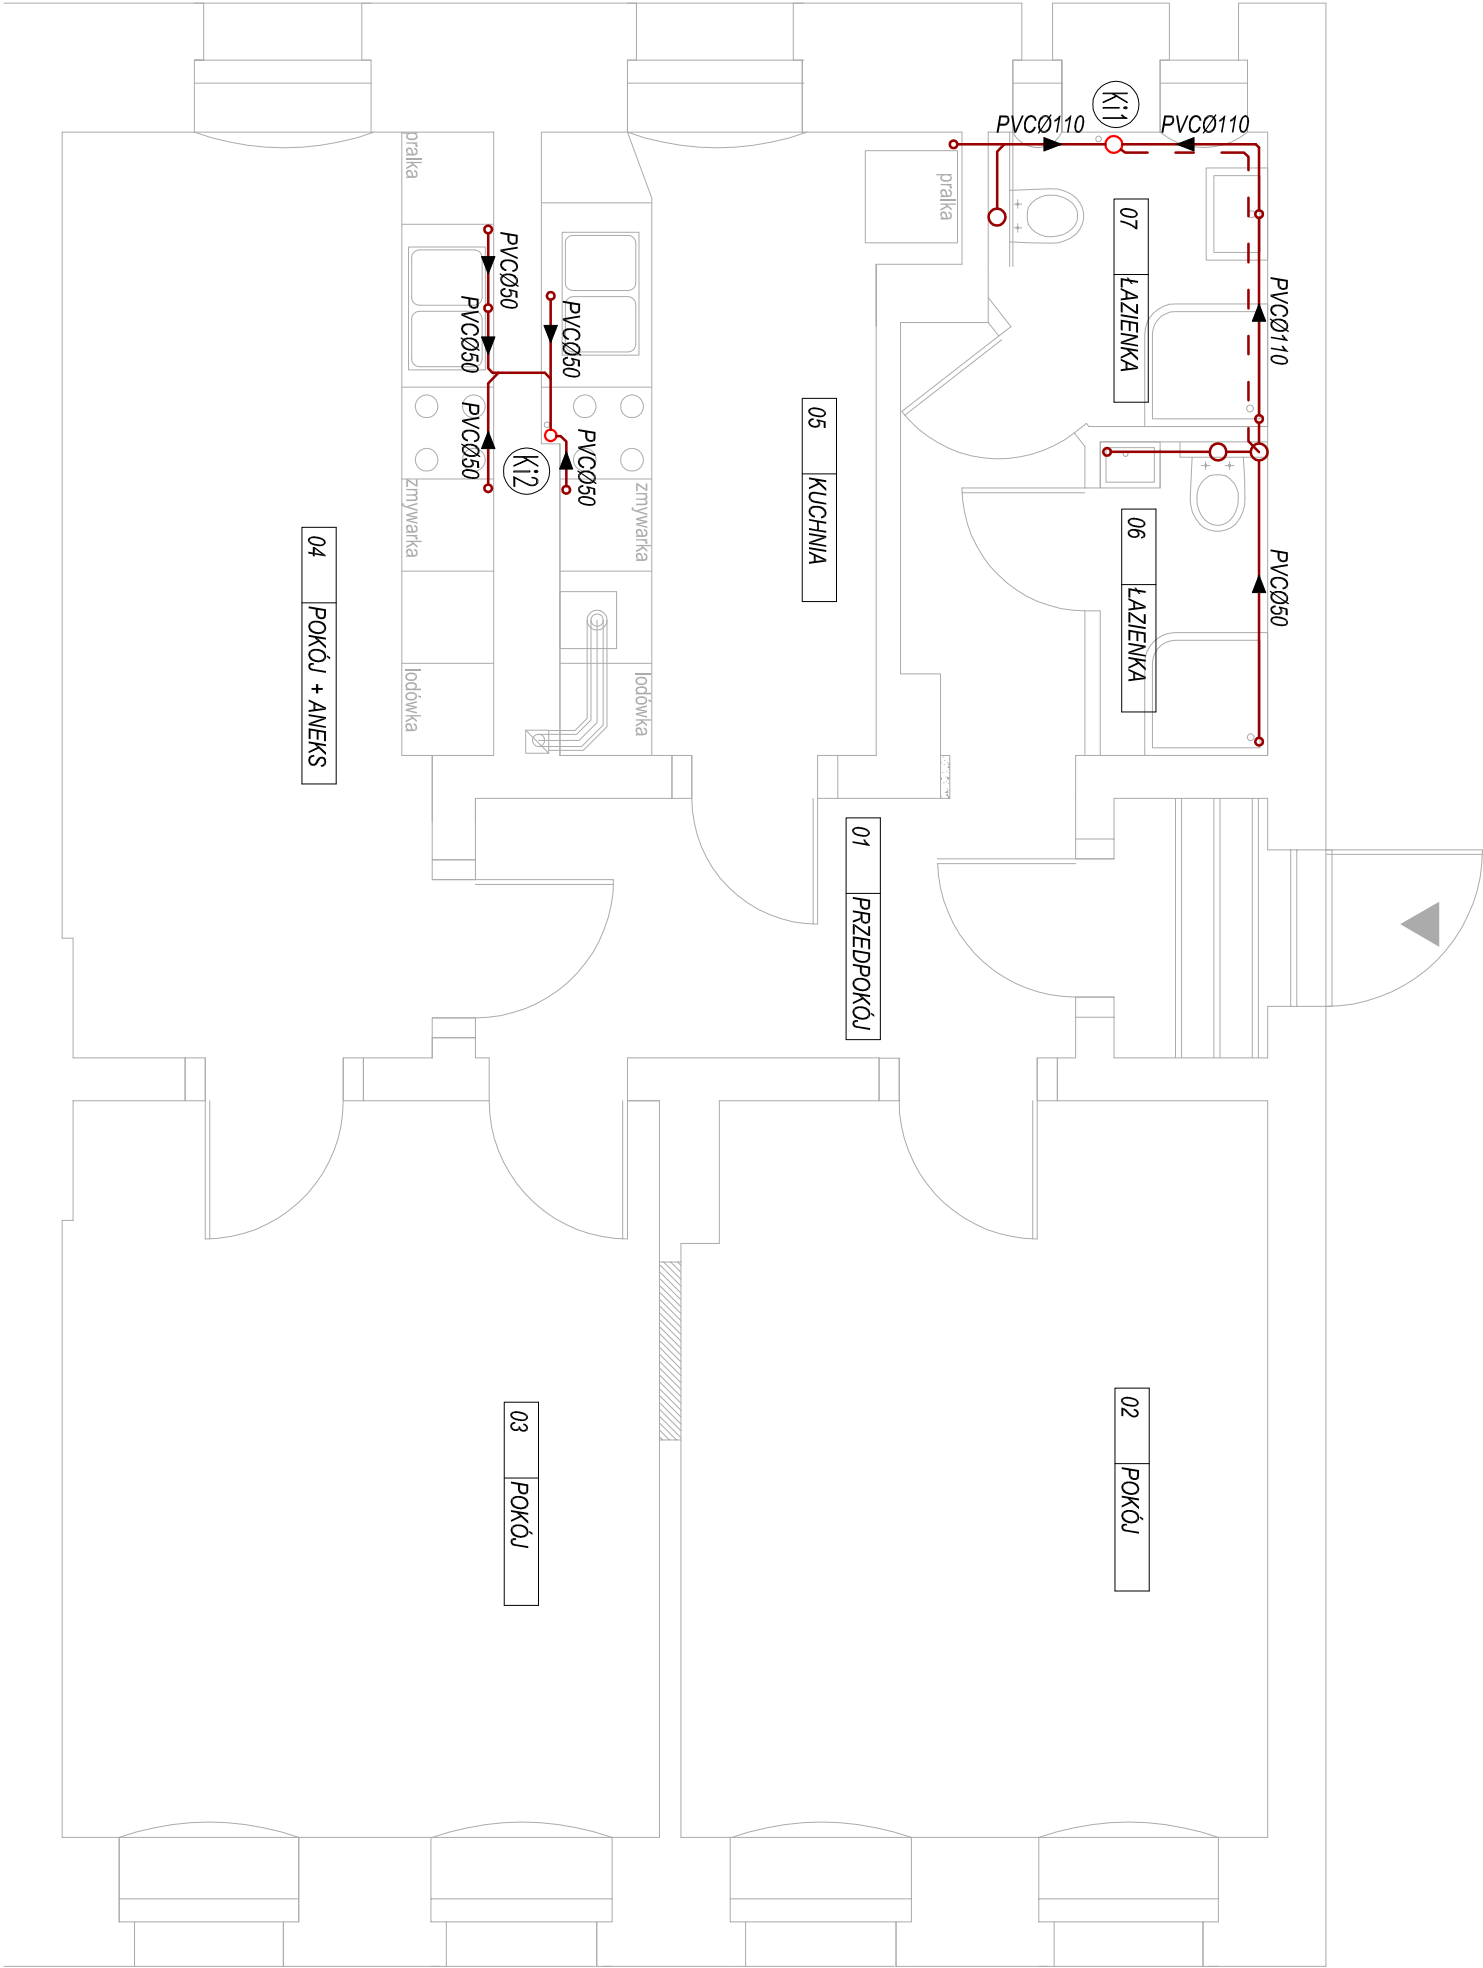 Ki1
PVCØ110
PVCØ110
pralka
pralka
07 ŁAZIENKA
PVCØ50
PVCØ50
PVCØ50
PVCØ110
05 KUCHNIA
PVCØ50
PVCØ50
Ki2
zmywarka
zmywarka
06 ŁAZIENKA
PVCØ50
04 POKÓJ + ANEKS
lodówka
lodówka
01 PRZEDPOKÓJ
03 POKÓJ
02 POKÓJ